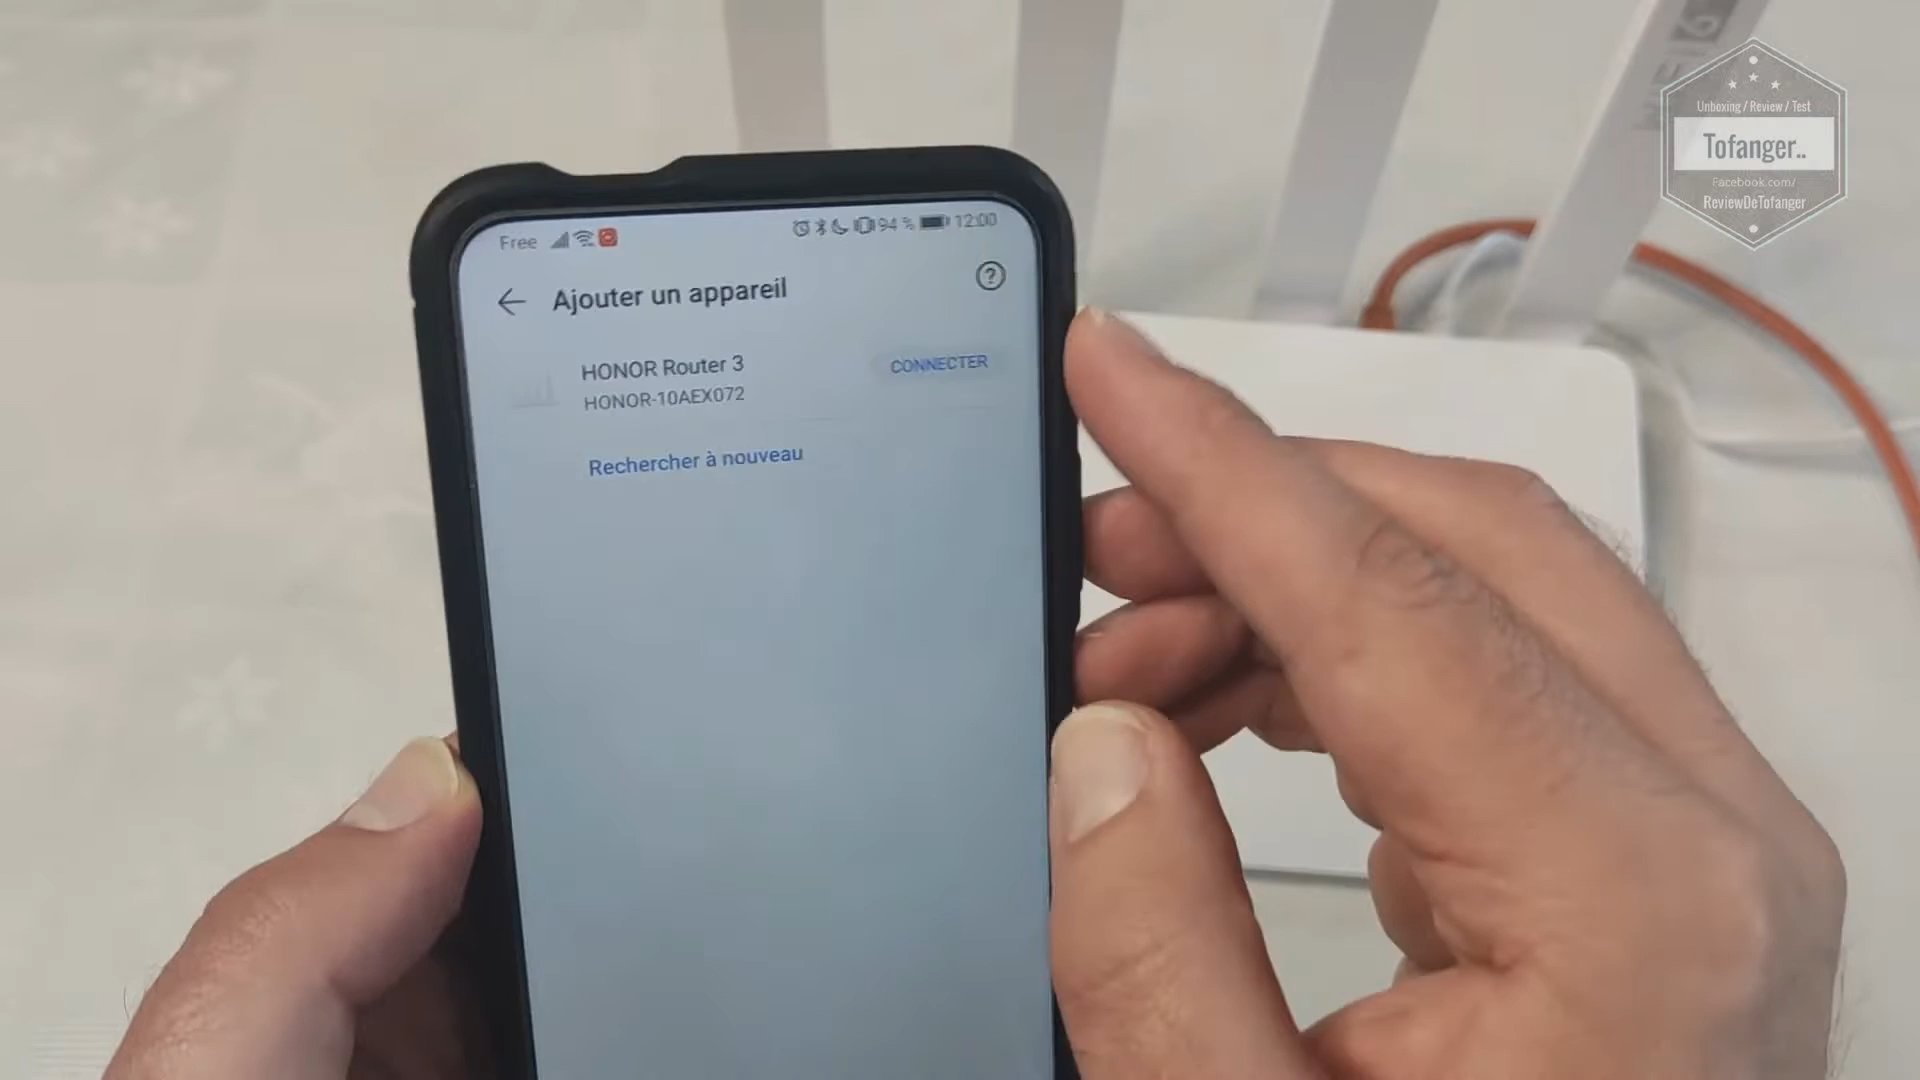 Unbxing / Review / Test
Tofanger..
Facebook.com/
ReviewDeTofanger
Free
94 %
12:00
Ajouter un appareil
HONOR Router 3
CONNECTER
HONOR-10AEX072
Rechercher à nouveau